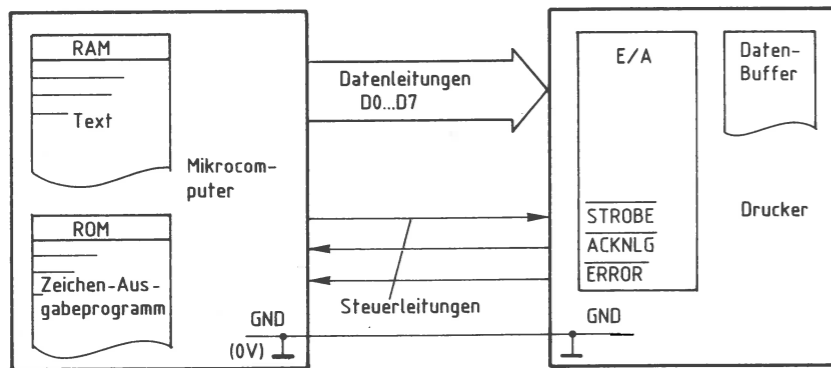 RAM
Text
Mikrocom-
puter
ROM
Zeichen-Aus-
gabeprogramm
GND
(0V)
Datenleitungen
D0...D7
Steuerleitungen
E/A
STROBE
ACKNLG
ERROR
GND
Daten-
Buffer
Drucker